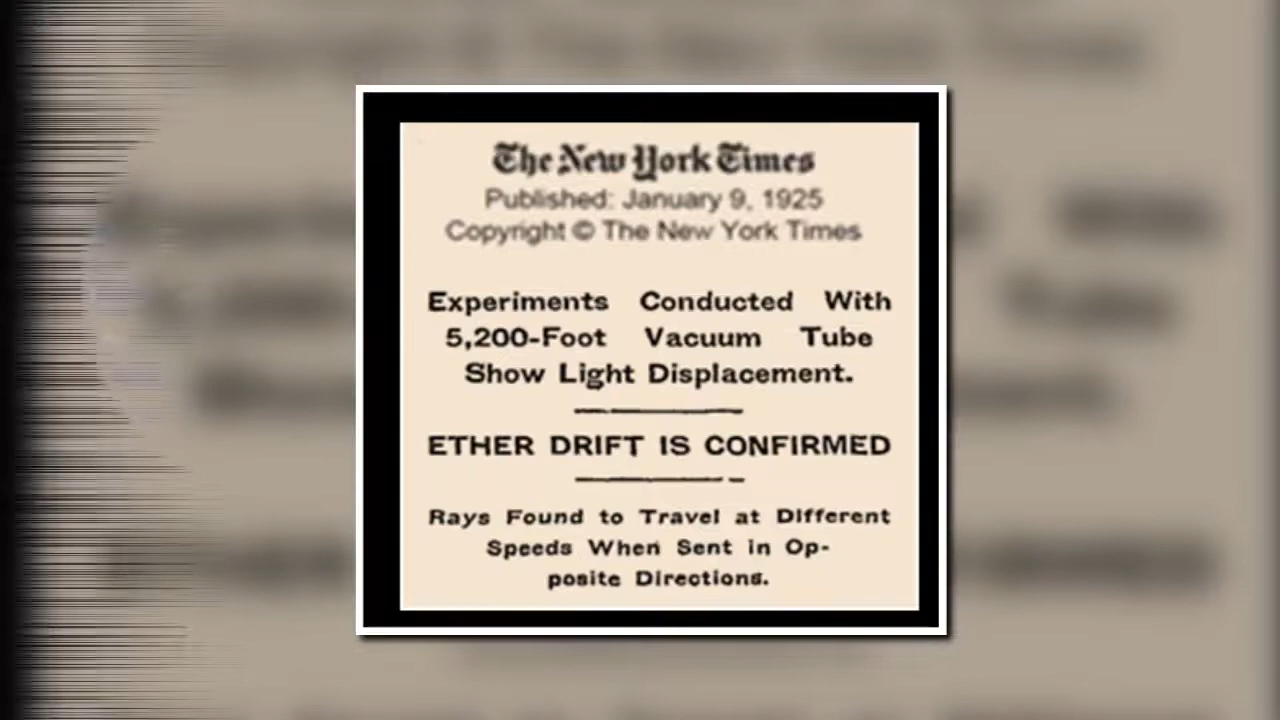 The New York Times
Published: January 9, 1925
Copyright © The New York Times
Experiments Conducted With
5,200-Foot Vacuum Tube
Show Light Displacement.
ETHER DRIFT IS CONFIRMED
Rays Found to Travel at Different
Speeds When Sent in Op-
posite Directions.